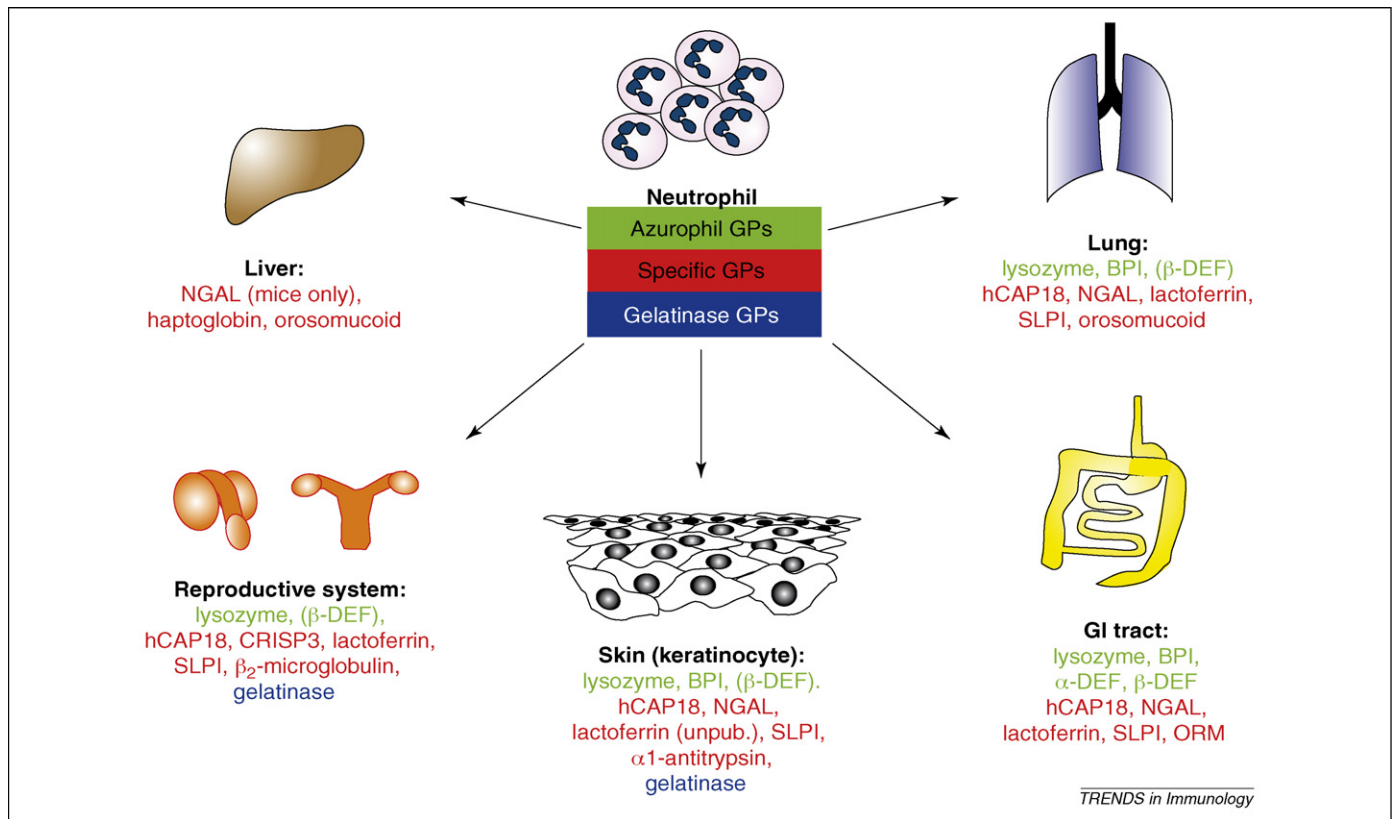 Neutrophil
Azurophil GPs
Specific GPs
Gelatinase GPs
Liver:
NGAL (mice only),
haptoglobin, orosomucoid
Lung:
lysozyme, BPI, (β-DEF)
hCAP18, NGAL, lactoferrin,
SLPI, orosomucoid
Reproductive system:
lysozyme, (β-DEF),
hCAP18, CRISP3, lactoferrin,
SLPI, β₂-microglobulin,
gelatinase
Skin (keratinocyte):
lysozyme, BPI, (β-DEF).
hCAP18, NGAL,
lactoferrin (unpub.), SLPI,
α1-antitrypsin,
gelatinase
GI tract:
lysozyme, BPI,
α-DEF, β-DEF
hCAP18, NGAL,
lactoferrin, SLPI, ORM
TRENDS in Immunology